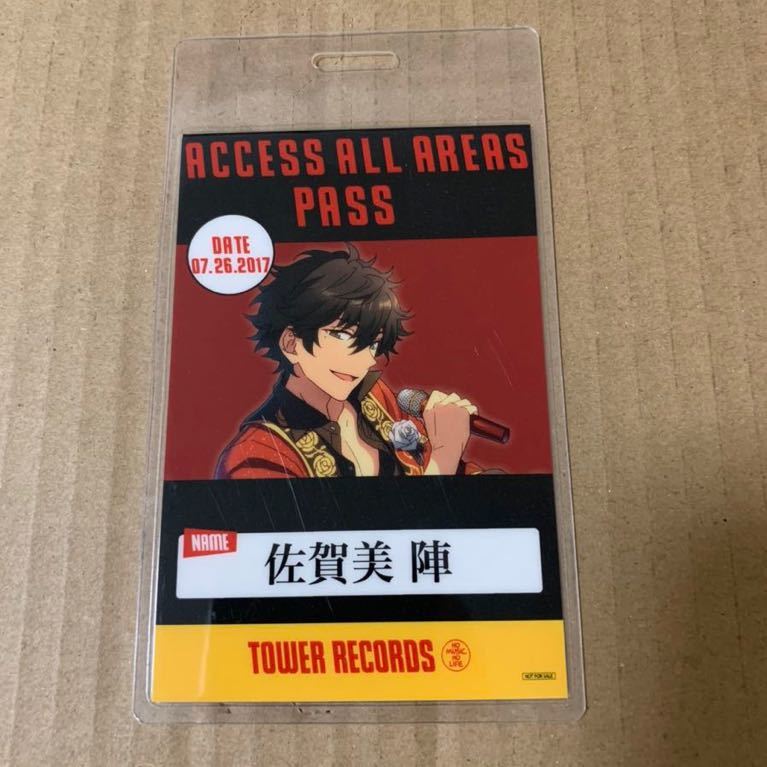 ACCESS ALL AREAS
PASS
DATE
07.26.2017
NAME
佐賀美 陣
TOWER RECORDS
NO
MUSIC,
NO
LIFE
NOT FOR SALE